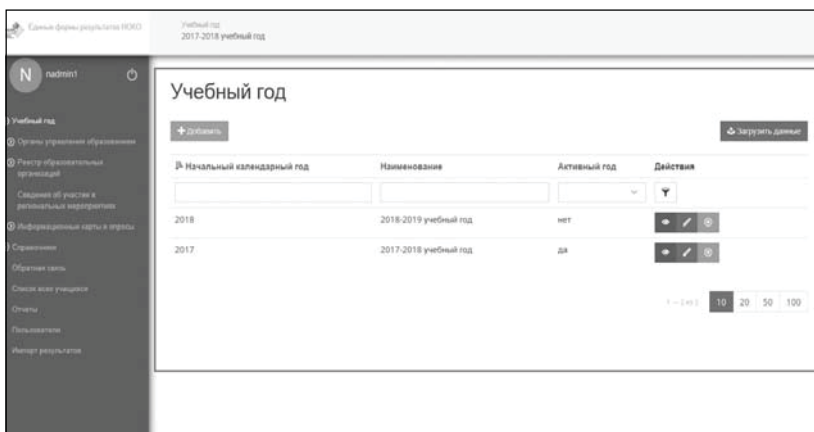 Единые формы результатов НОКО
Учебный год
2017-2018 учебный год
N nadmin1
Учебный год
Органы управления образованием
Реестр образовательных
организаций
Сведения об участии в
региональных мероприятиях
Информационные карты и опросы
Справочники
Обратная связь
Список всех учащихся
Отчеты
Пользователи
Импорт результатов
Учебный год
Добавить
Загрузить данные
Начальный календарный год Наименование Активный год Действия
2018 2018-2019 учебный год нет
2017 2017-2018 учебный год да
10 20 50 100